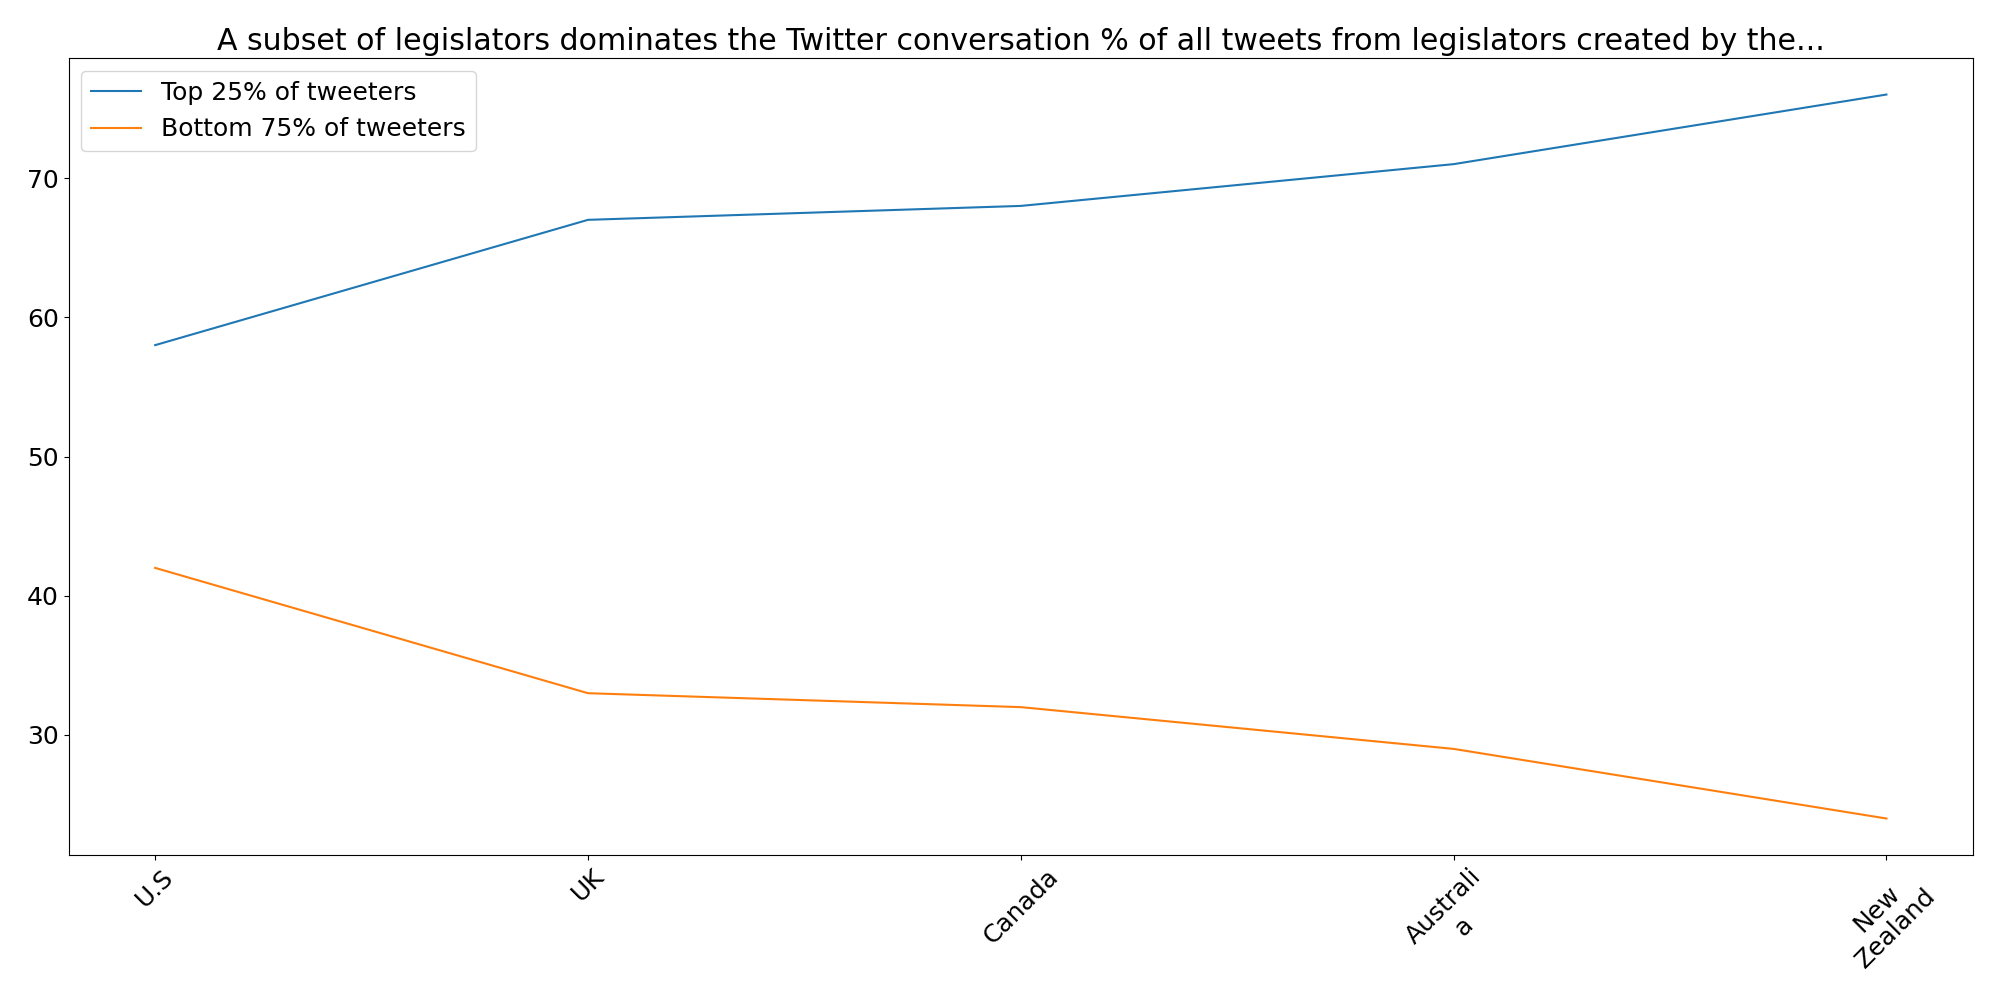 A subset of legislators dominates the Twitter conversation % of all tweets from legislators created by the...
Top 25% of tweeters
Bottom 75% of tweeters
70
60
50
40
30
U.S
UK
Canada
Australi
a
New
Zealand